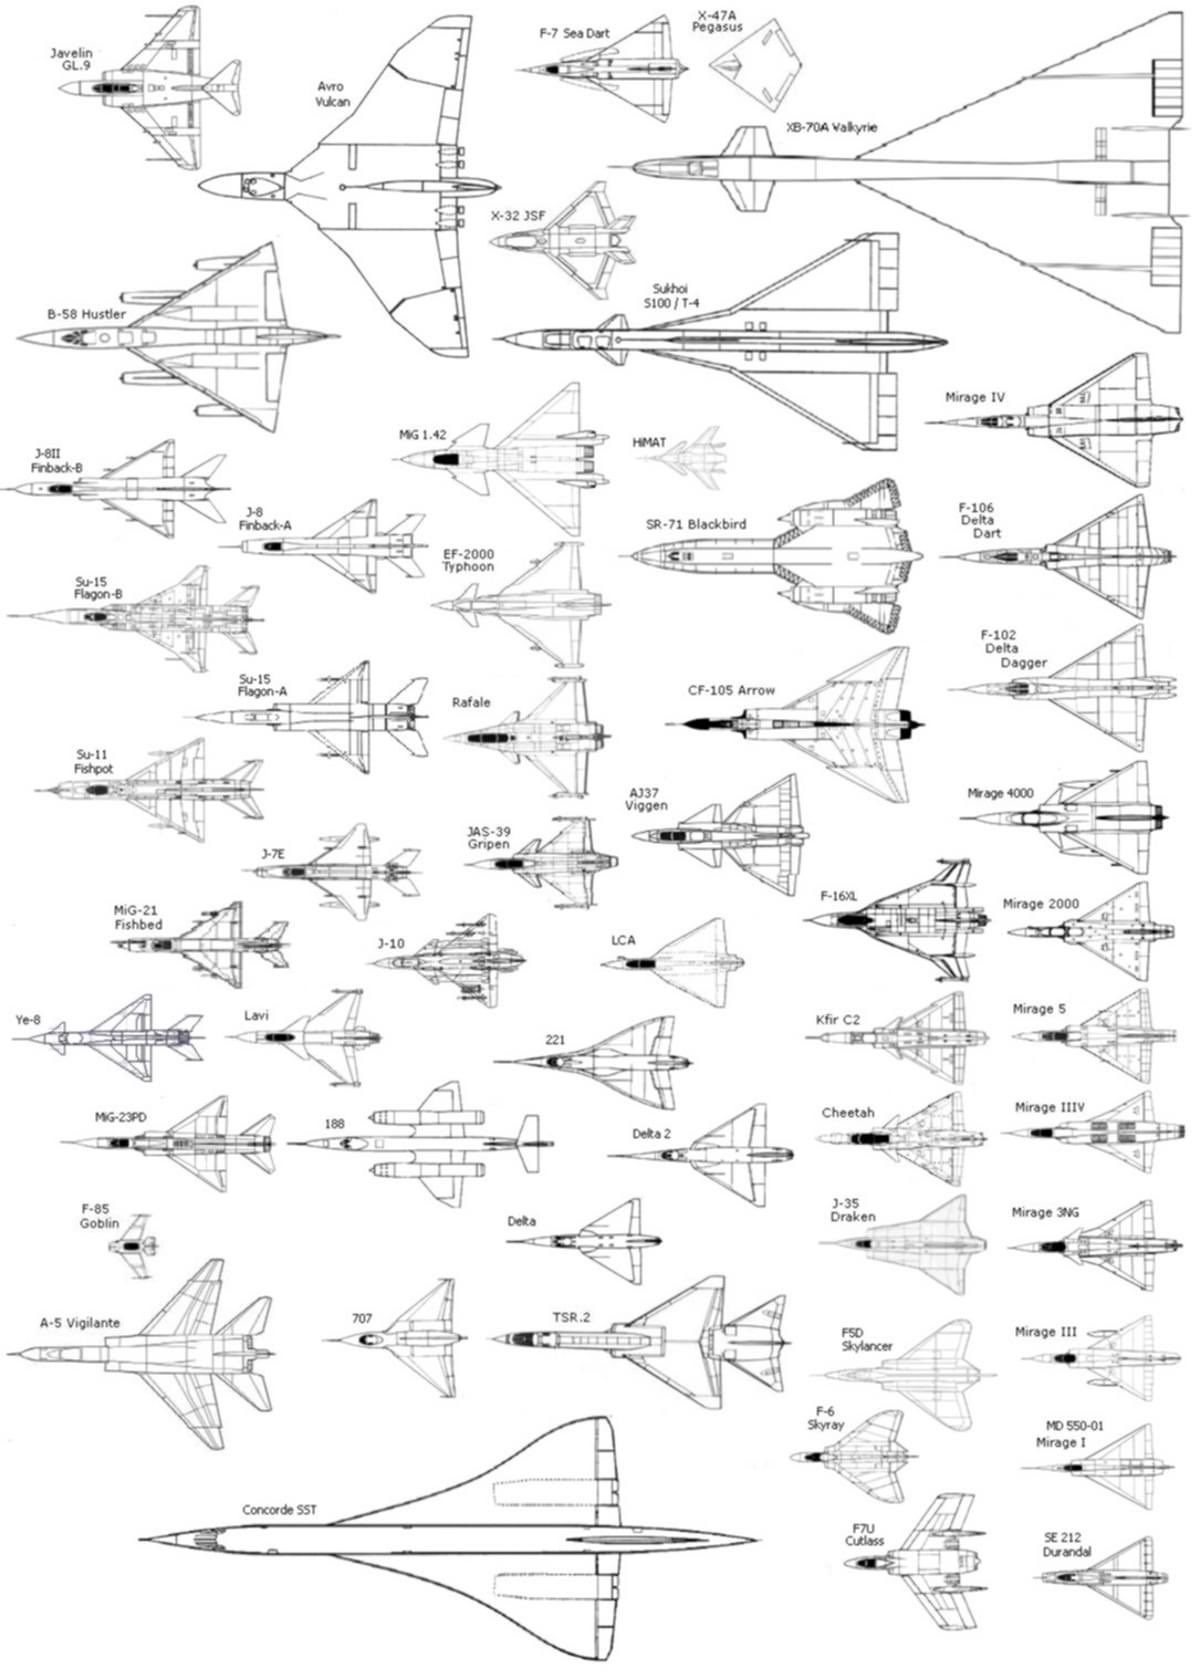 Javelin
GL.9
Avro
Vulcan
F-7 Sea Dart
X-47A
Pegasus
XB-70A Valkyrie
X-32 JSF
B-58 Hustler
Sukhoi
S100 / T-4
Mirage IV
MiG 1.42
HiMAT
J-8II
Finback-B
J-8
Finback-A
SR-71 Blackbird
F-106
Delta
Dart
EF-2000
Typhoon
Su-15
Flagon-B
F-102
Delta
Dagger
Su-15
Flagon-A
Rafale
CF-105 Arrow
Su-11
Fishpot
AJ37
Viggen
Mirage 4000
JAS-39
Gripen
J-7E
F-16XL
Mirage 2000
MiG-21
Fishbed
J-10
LCA
Ye-8
Lavi
221
Kfir C2
Mirage 5
MiG-23PD
188
Delta 2
Cheetah
Mirage IIIV
F-85
Goblin
Delta
J-35
Draken
Mirage 3NG
A-5 Vigilante
707
TSR.2
F5D
Skylancer
Mirage III
F-6
Skyray
MD 550-01
Mirage I
Concorde SST
F7U
Cutlass
SE 212
Durandal